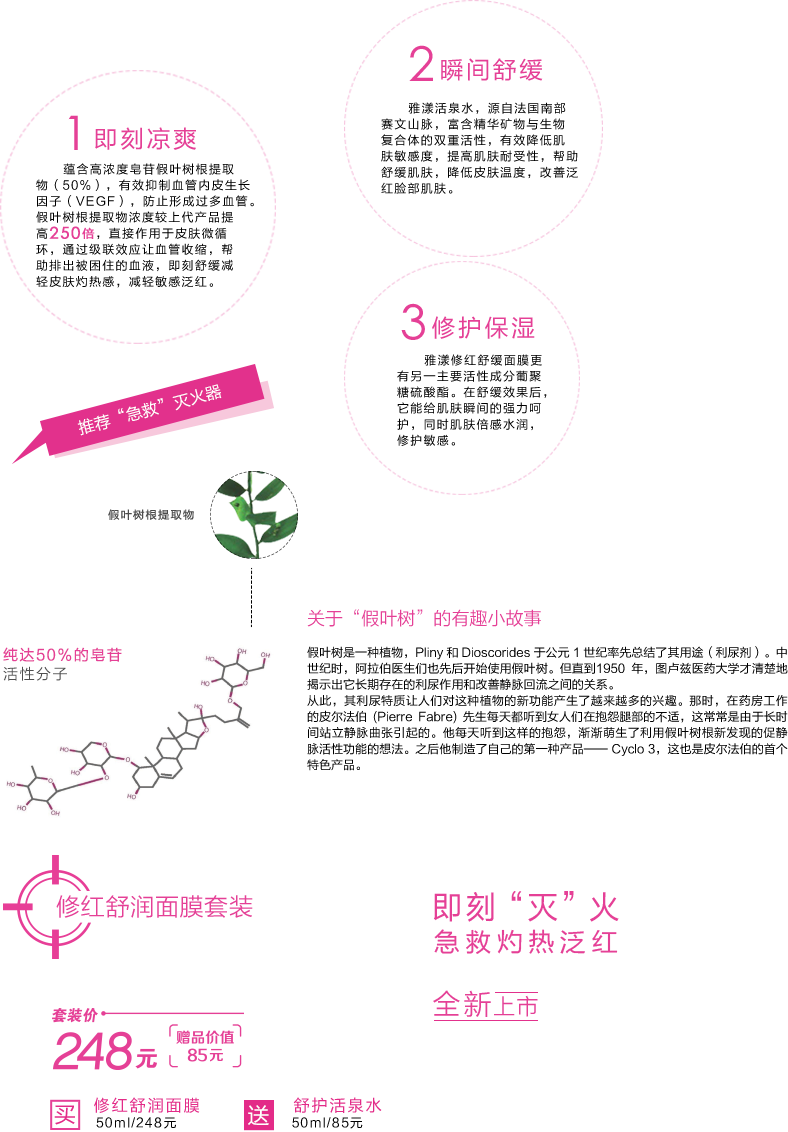 1 即刻凉爽
蕴含高浓度皂苷假叶树根提取
物（50%），有效抑制血管内皮生长
因子（VEGF），防止形成过多血管。
假叶树根提取物浓度较上代产品提
高250倍，直接作用于皮肤微循
环，通过级联效应让血管收缩，帮
助排出被困住的血液，即刻舒缓减
轻皮肤灼热感，减轻敏感泛红。
2 瞬间舒缓
雅漾活泉水，源自法国南部
赛文山脉，富含精华矿物与生物
复合体的双重活性，有效降低肌
肤敏感度，提高肌肤耐受性，帮助
舒缓肌肤，降低皮肤温度，改善泛
红脸部肌肤。
3 修护保湿
雅漾修红舒缓面膜更
有另一主要活性成分葡聚
糖硫酸酯。在舒缓效果后，
它能给肌肤瞬间的强力呵
护，同时肌肤倍感水润，
修护敏感。
推荐“急救”灭火器
假叶树根提取物
纯达50%的皂苷
活性分子
OH
HO
OH
HO
O
O
HO
O
HO
O
O
HO
O
HO
O
O
HO
HO
OH
HO
关于“假叶树”的有趣小故事
假叶树是一种植物，Pliny 和 Dioscorides 于公元 1 世纪率先总结了其用途（利尿剂）。中
世纪时，阿拉伯医生们也先后开始使用假叶树。但直到1950 年，图卢兹医药大学才清楚地
揭示出它长期存在的利尿作用和改善静脉回流之间的关系。
从此，其利尿特质让人们对这种植物的新功能产生了越来越多的兴趣。那时，在药房工作
的皮尔法伯 (Pierre Fabre) 先生每天都听到女人们在抱怨腿部的不适，这常常是由于长时
间站立静脉曲张引起的。他每天听到这样的抱怨，渐渐萌生了利用假叶树根新发现的促静
脉活性功能的想法。之后他制造了自己的第一种产品—— Cyclo 3，这也是皮尔法伯的首个
特色产品。
修红舒润面膜套装
即刻“灭”火
急救灼热泛红
全新上市
套装价
248元
赠品价值
85元
买
修红舒润面膜
50ml/248元
送
舒护活泉水
50ml/85元